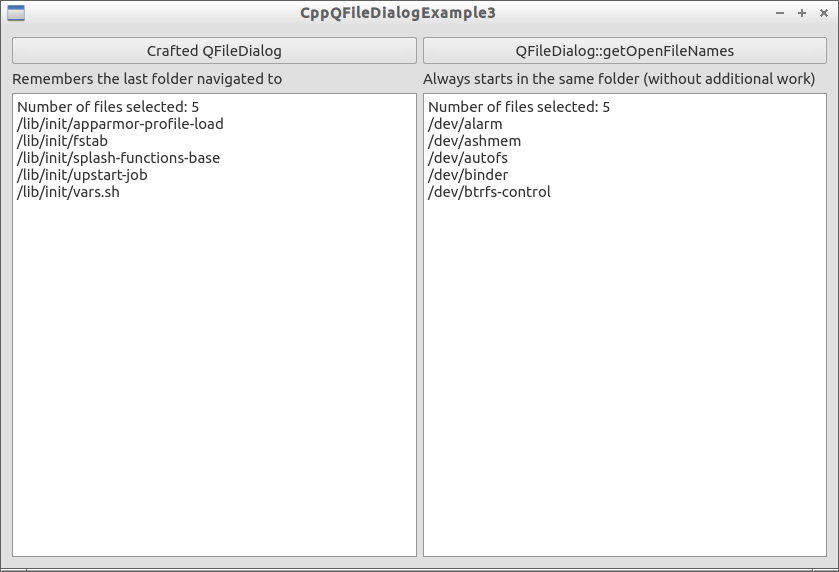 CppQFileDialogExample3
Crafted QFileDialog
Remembers the last folder navigated to
Number of files selected: 5
/lib/init/apparmor-profile-load
/lib/init/fstab
/lib/init/splash-functions-base
/lib/init/upstart-job
/lib/init/vars.sh
QFileDialog::getOpenFileNames
Always starts in the same folder (without additional work)
Number of files selected: 5
/dev/alarm
/dev/ashmem
/dev/autofs
/dev/binder
/dev/btrfs-control